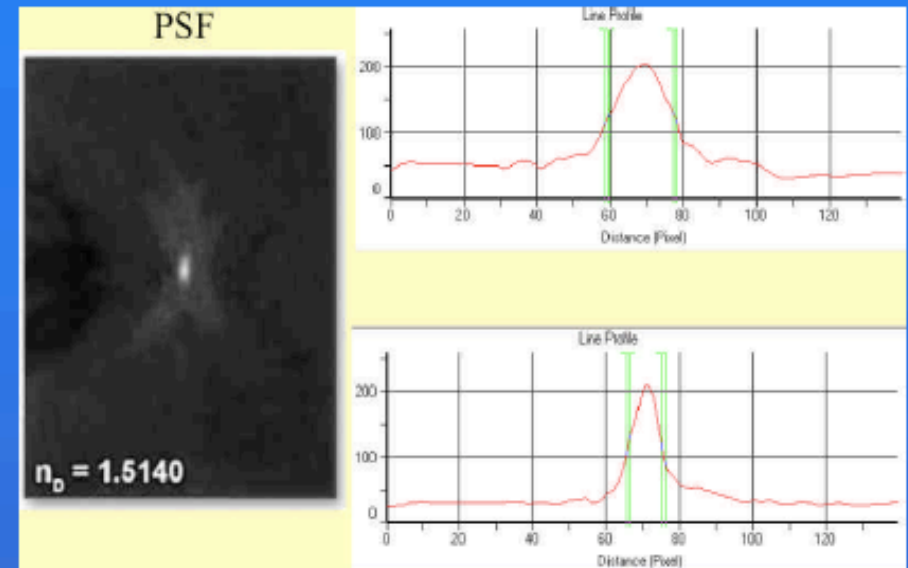 PSF
n_D = 1.5140
Line Profile
200
100
0
0 20 40 60 80 100 120
Distance (Pixel)
Line Profile
200
100
0
0 20 40 60 80 100 120
Distance (Pixel)